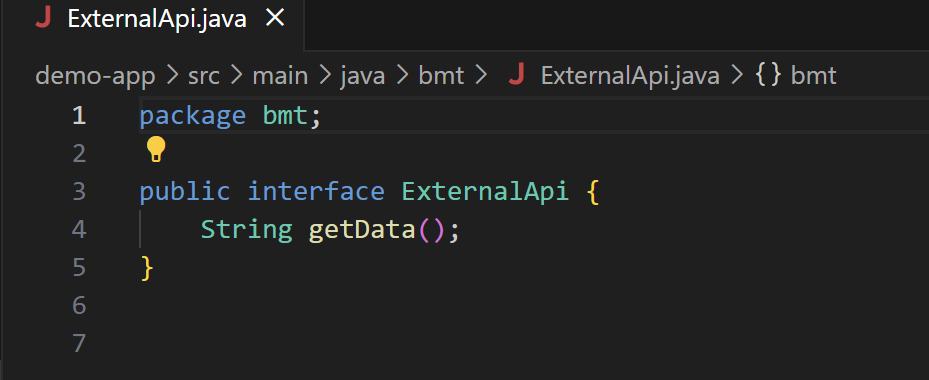 ExternalApi.java
demo-app > src > main > java > bmt > J ExternalApi.java > {} bmt
1 package bmt;
2
3 public interface ExternalApi {
4     String getData();
5 }
6
7